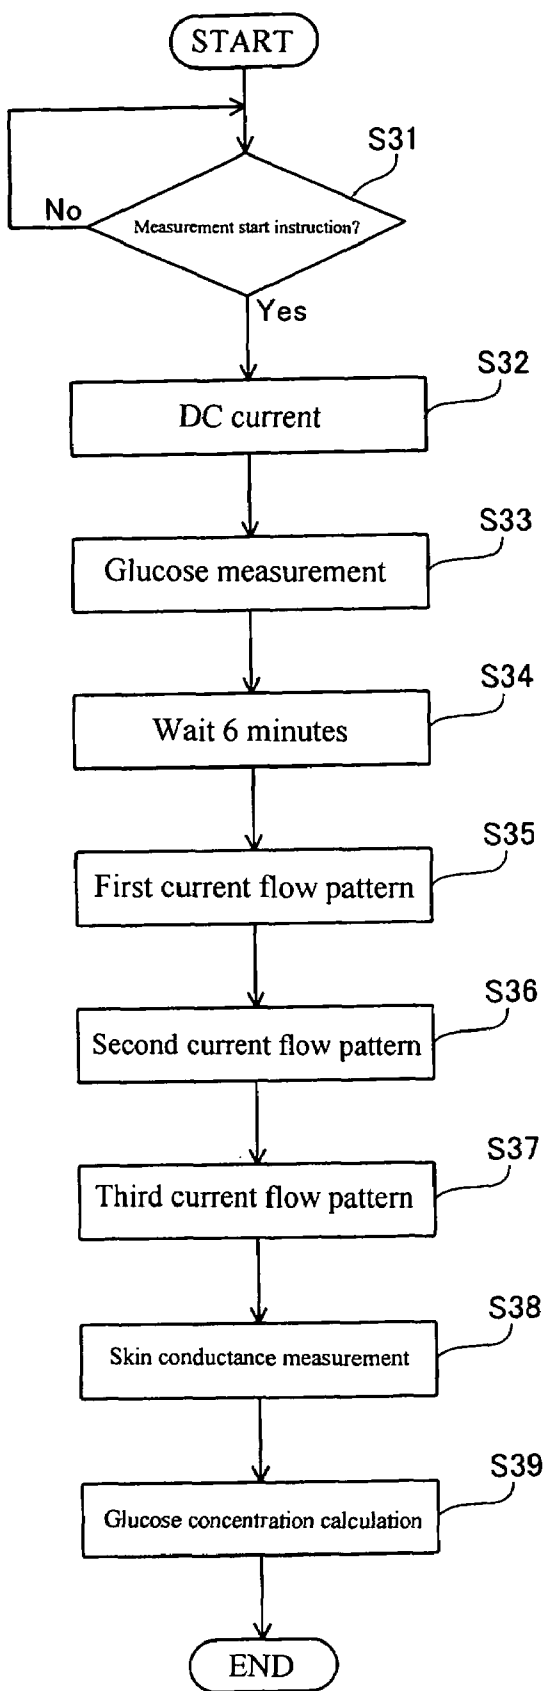 START
S31
No
Measurement start instruction?
Yes
S32
DC current
S33
Glucose measurement
S34
Wait 6 minutes
S35
First current flow pattern
S36
Second current flow pattern
S37
Third current flow pattern
S38
Skin conductance measurement
S39
Glucose concentration calculation
END